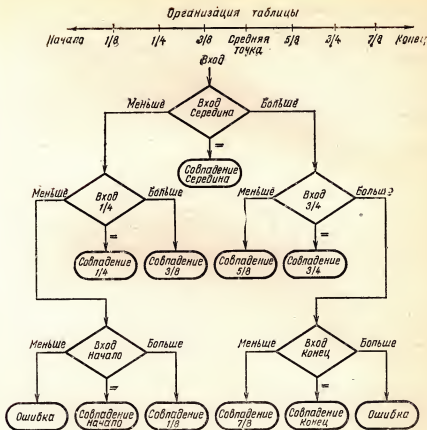 Организация таблицы
Начало 1/8 1/4 3/8 Средняя точка 5/8 3/4 7/8 Конец
Вход
Меньше Вход Середина Больше
=
Совпадение Середина
Меньше Вход 1/4 Больше
Меньше Вход 3/4 Больше
= =
Совпадение 1/4
Совпадение 3/8
Совпадение 5/8
Совпадение 3/4
Меньше Вход начало Больше
Меньше Вход конец Больше
= =
Ошибка
Совпадение начало
Совпадение 1/8
Совпадение 7/8
Совпадение конец
Ошибка